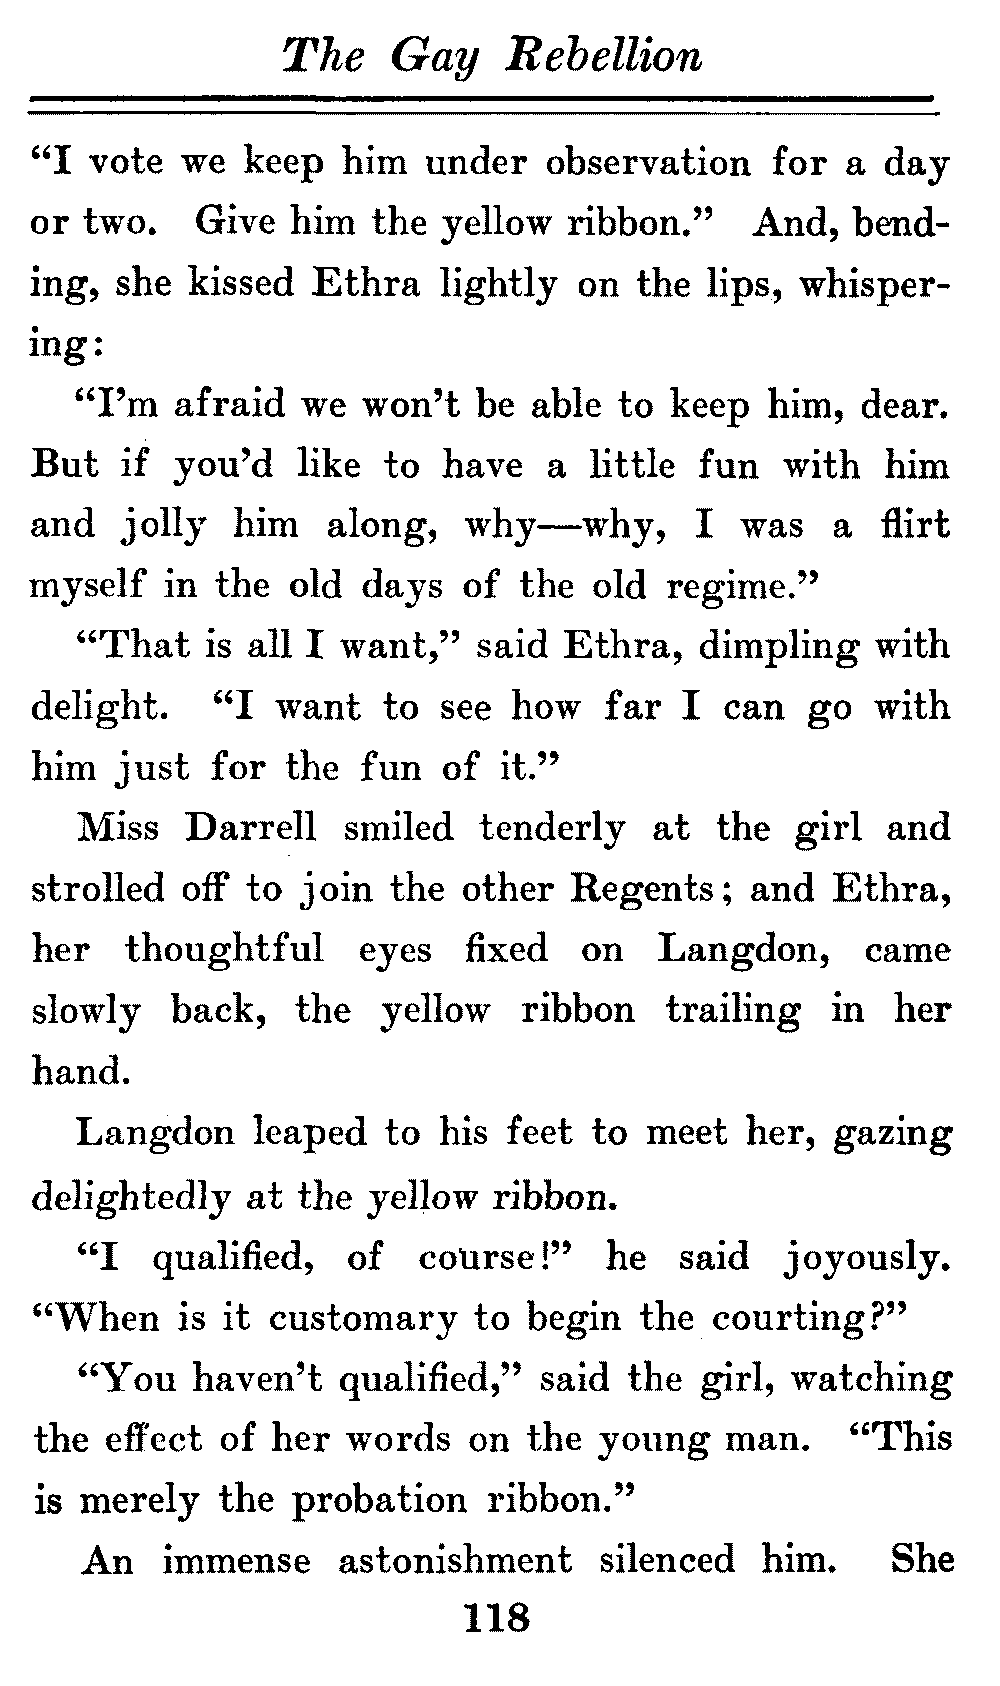 The Gay Rebellion
“I vote we keep him under observation for a day
or two. Give him the yellow ribbon.” And, bend-
ing, she kissed Ethra lightly on the lips, whisper-
ing:
“I’m afraid we won’t be able to keep him, dear.
But if you’d like to have a little fun with him
and jolly him along, why—why, I was a flirt
myself in the old days of the old regime.”
“That is all I want,” said Ethra, dimpling with
delight. “I want to see how far I can go with
him just for the fun of it.”
Miss Darrell smiled tenderly at the girl and
strolled off to join the other Regents; and Ethra,
her thoughtful eyes fixed on Langdon, came
slowly back, the yellow ribbon trailing in her
hand.
Langdon leaped to his feet to meet her, gazing
delightedly at the yellow ribbon.
“I qualified, of course!” he said joyously.
“When is it customary to begin the courting?”
“You haven’t qualified,” said the girl, watching
the effect of her words on the young man. “This
is merely the probation ribbon.”
An immense astonishment silenced him. She
118